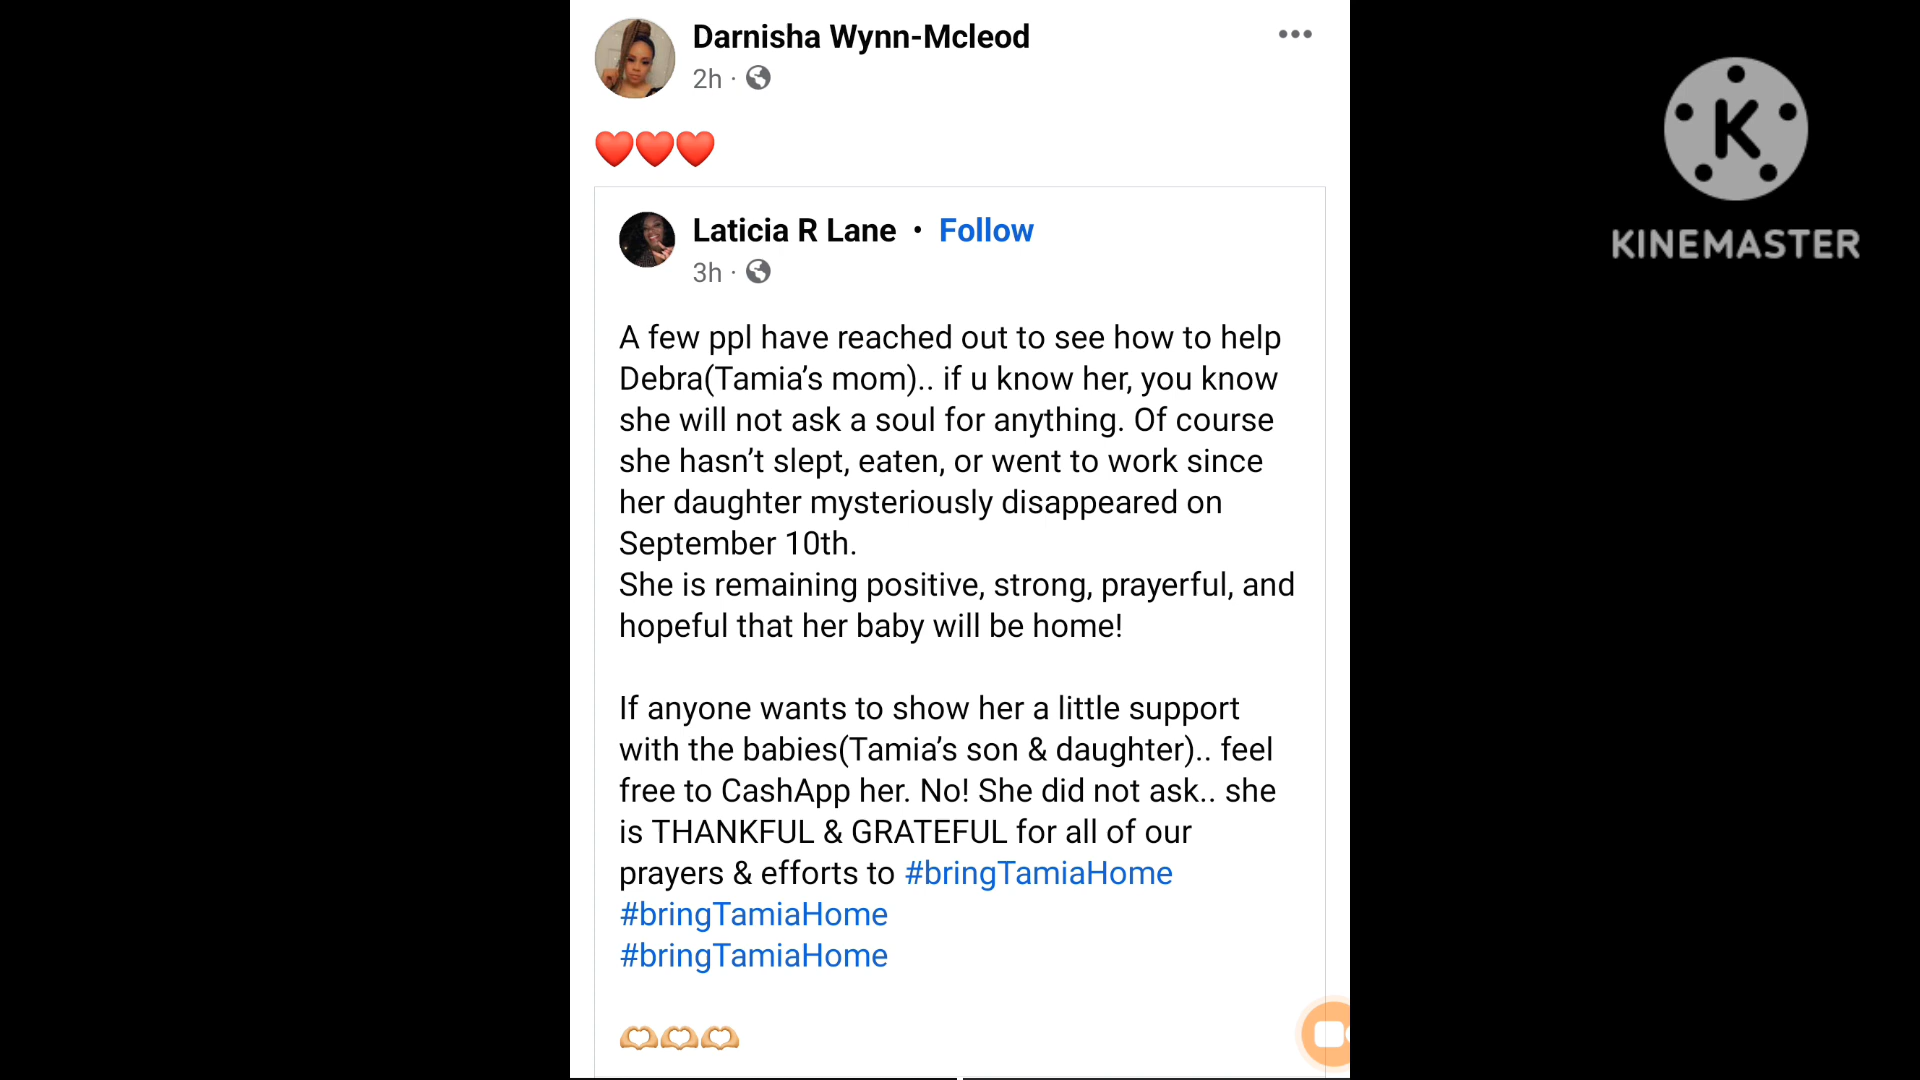 Darnisha Wynn-Mcleod
2h ·
❤️❤️❤️
Laticia R Lane • Follow
3h ·
A few ppl have reached out to see how to help
Debra(Tamia’s mom).. if u know her, you know
she will not ask a soul for anything. Of course
she hasn’t slept, eaten, or went to work since
her daughter mysteriously disappeared on
September 10th.
She is remaining positive, strong, prayerful, and
hopeful that her baby will be home!
If anyone wants to show her a little support
with the babies(Tamia’s son & daughter).. feel
free to CashApp her. No! She did not ask.. she
is THANKFUL & GRATEFUL for all of our
prayers & efforts to #bringTamiaHome
#bringTamiaHome
#bringTamiaHome
🫶🏼🫶🏼🫶🏼
K
KINEMASTER